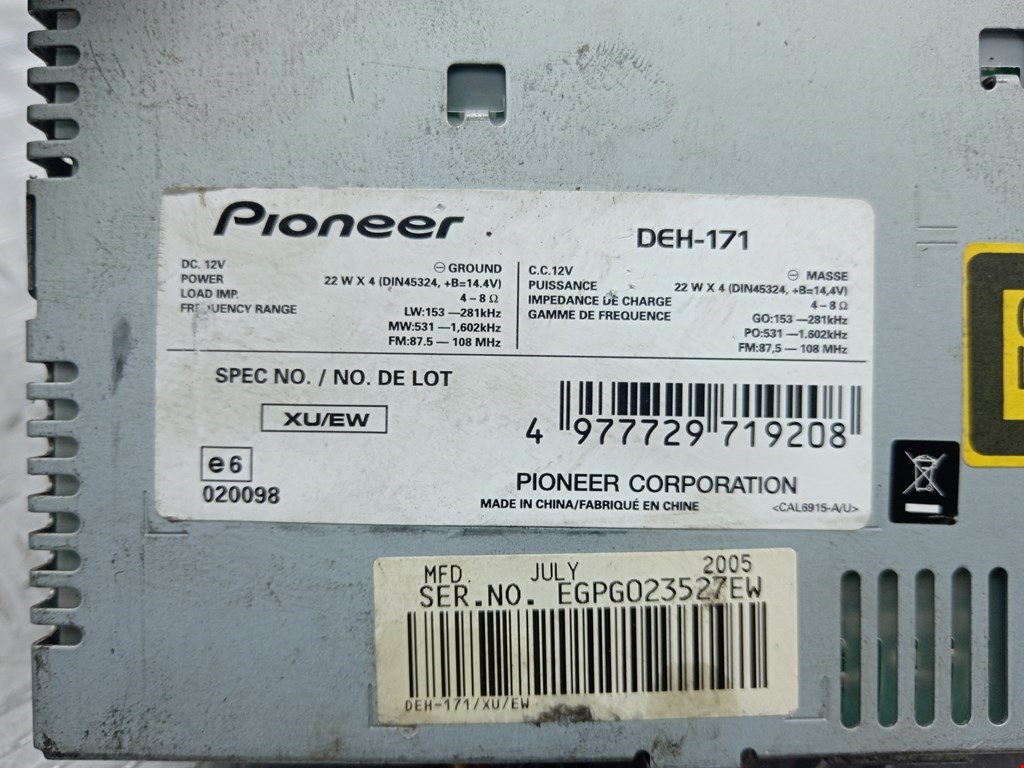 Pioneer
DEH-171
DC. 12V
⊖ GROUND
POWER
22 W X 4 (DIN45324, +B=14.4V)
LOAD IMP.
4 – 8 Ω
FREQUENCY RANGE
LW:153 —281kHz
MW:531 —1,602kHz
FM:87.5 — 108 MHz
C.C.12V
⊖ MASSE
PUISSANCE
22 W X 4 (DIN45324, +B=14,4V)
IMPEDANCE DE CHARGE
4 – 8 Ω
GAMME DE FREQUENCE
GO:153 —281kHz
PO:531 —1.602kHz
FM:87,5 — 108 MHz
SPEC NO. / NO. DE LOT
XU/EW
4 977729 719208
e6
020098
PIONEER CORPORATION
MADE IN CHINA/FABRIQUÉ EN CHINE
<CAL6915-A/U>
MFD. JULY 2005
SER.NO. EGPG023527EW
DEH-171/XU/EW